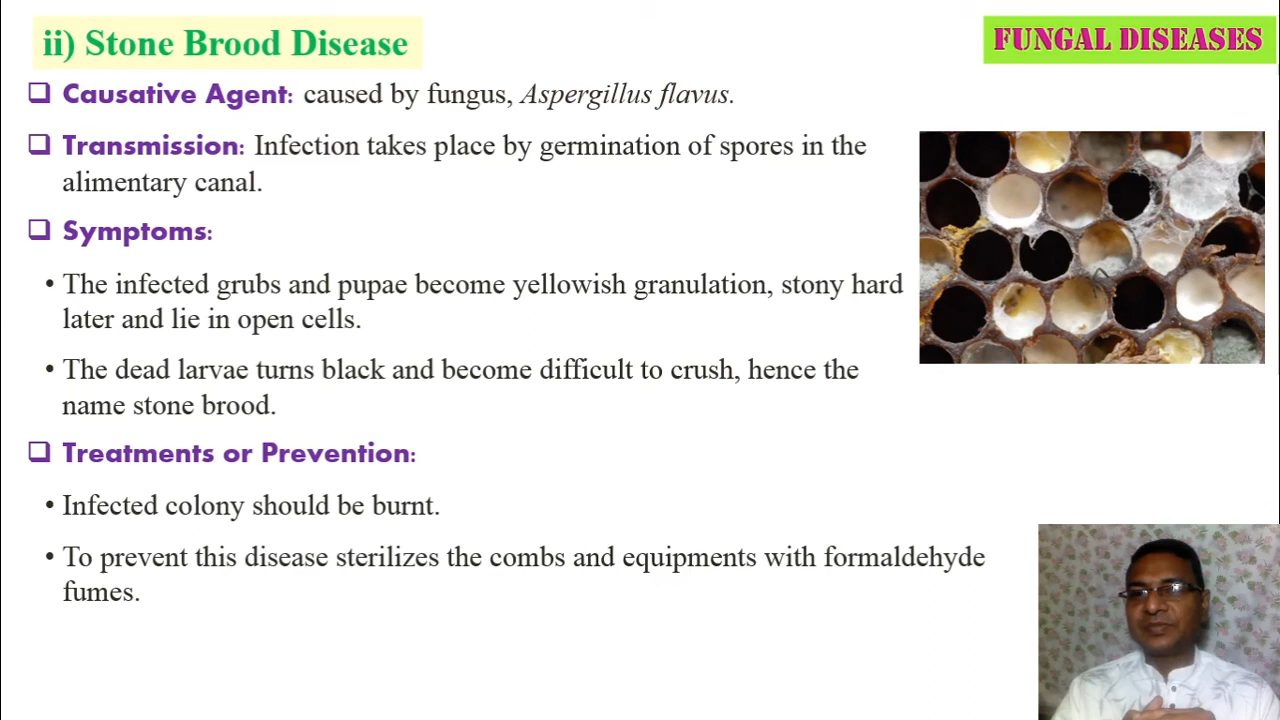 ii) Stone Brood Disease
FUNGAL DISEASES
❑ Causative Agent: caused by fungus, Aspergillus flavus.
❑ Transmission: Infection takes place by germination of spores in the
alimentary canal.
❑ Symptoms:
• The infected grubs and pupae become yellowish granulation, stony hard
later and lie in open cells.
• The dead larvae turns black and become difficult to crush, hence the
name stone brood.
❑ Treatments or Prevention:
• Infected colony should be burnt.
• To prevent this disease sterilizes the combs and equipments with formaldehyde
fumes.